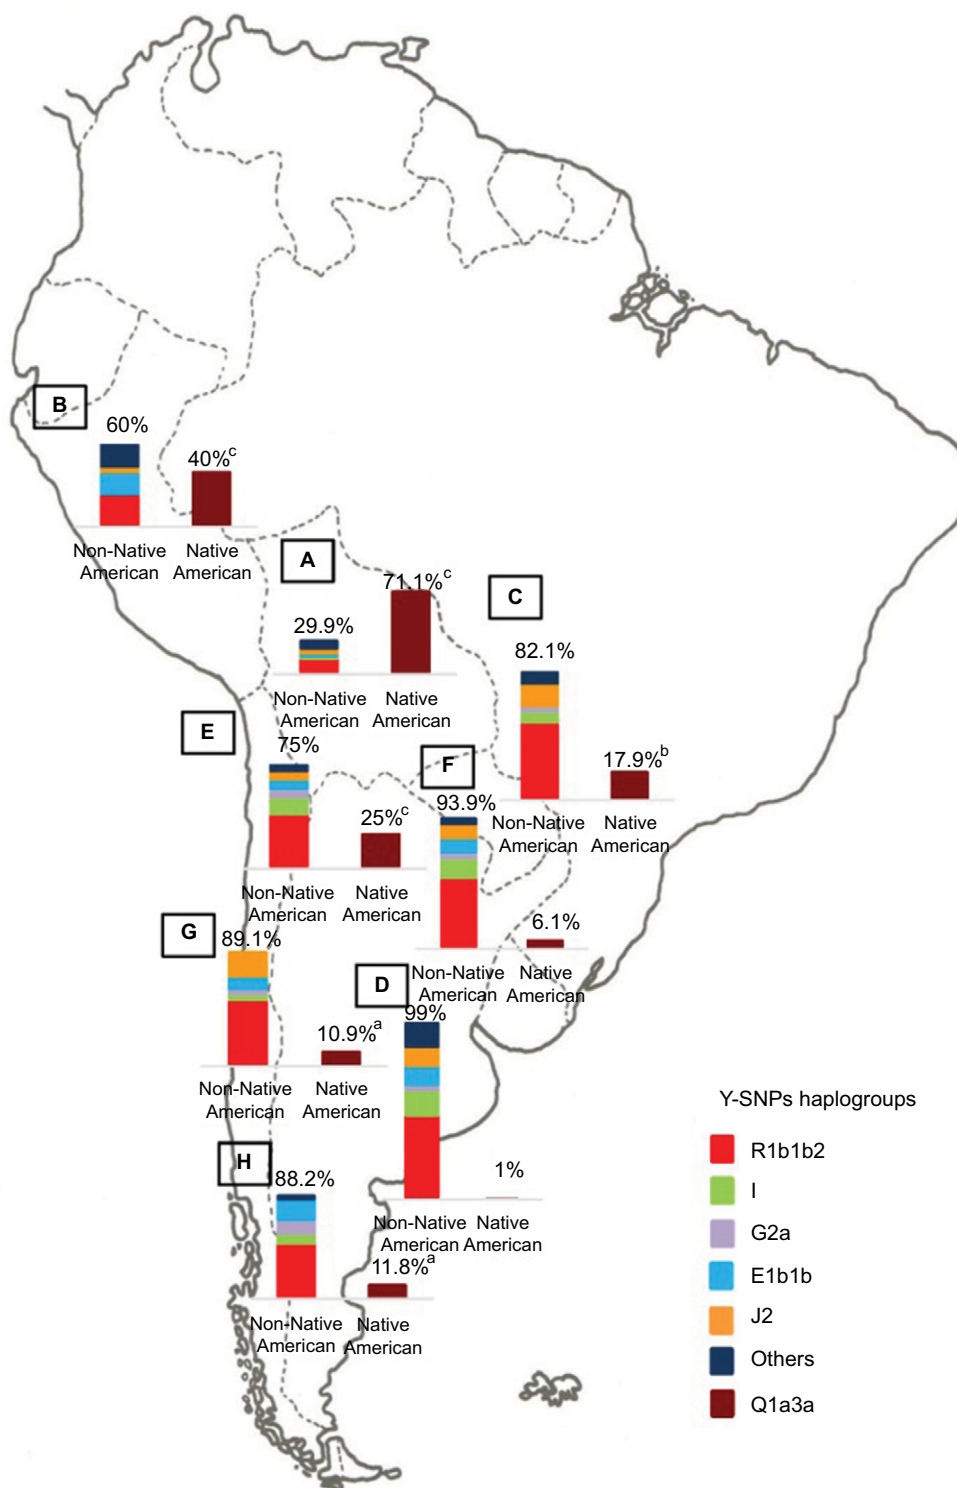 B
60%
40%c
Non-Native
American
Native
American
A
71.1%c
29.9%
Non-Native
American
Native
American
C
82.1%
17.9%b
Non-Native
American
Native
American
E
75%
25%c
Non-Native
American
Native
American
F
93.9%
6.1%
Non-Native
American
Native
American
G
89.1%
10.9%a
Non-Native
American
Native
American
D
99%
1%
Non-Native
American
Native
American
H
88.2%
11.8%a
Non-Native
American
Native
American
Y-SNPs haplogroups
R1b1b2
I
G2a
E1b1b
J2
Others
Q1a3a